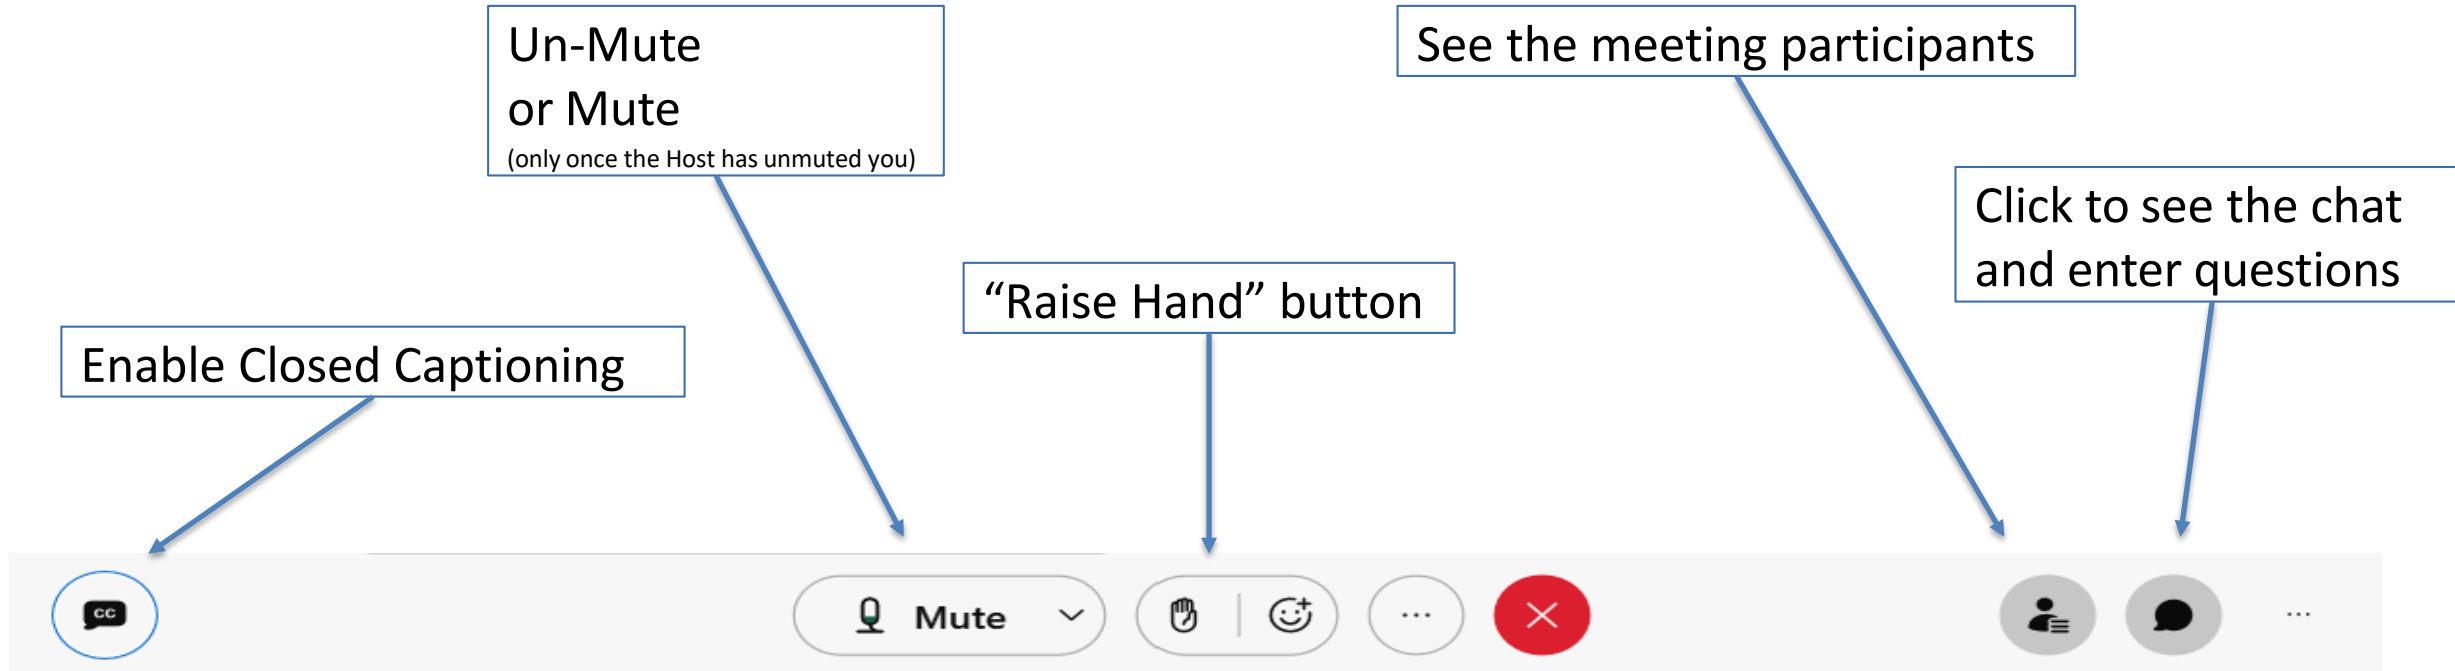 Un-Mute
or Mute
(only once the Host has unmuted you)
See the meeting participants
Click to see the chat
and enter questions
“Raise Hand” button
Enable Closed Captioning
CC
Mute